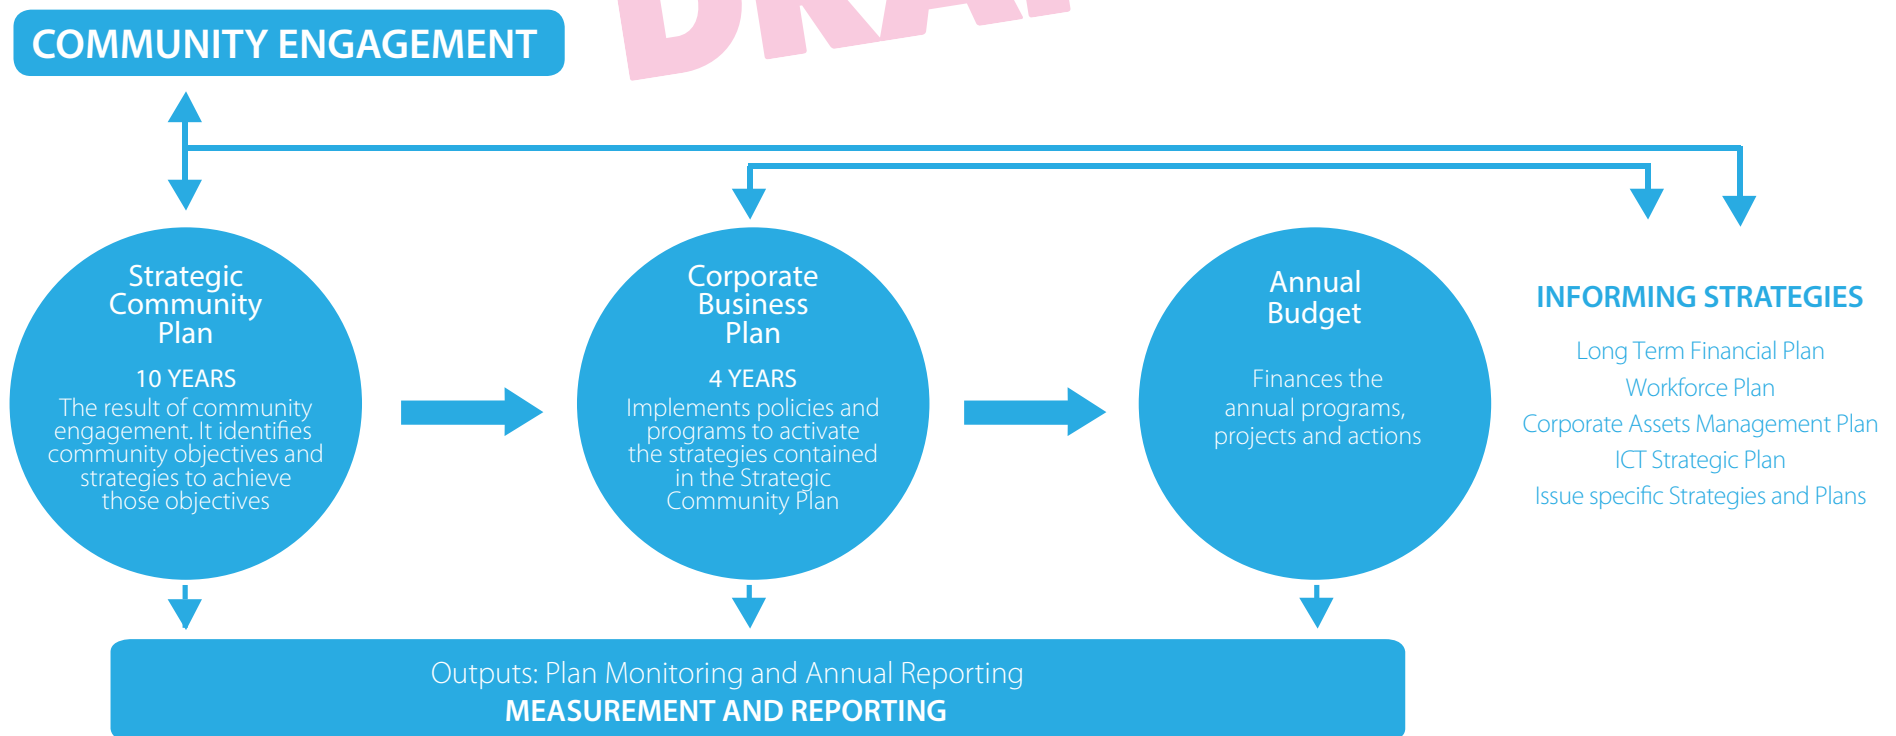 COMMUNITY ENGAGEMENT
Strategic
Community
Plan
10 YEARS
The result of community
engagement. It identifies
community objectives and
strategies to achieve
those objectives
Corporate
Business
Plan
4 YEARS
Implements policies and
programs to activate
the strategies contained
in the Strategic
Community Plan
Annual
Budget
Finances the
annual programs,
projects and actions
INFORMING STRATEGIES
Long Term Financial Plan
Workforce Plan
Corporate Assets Management Plan
ICT Strategic Plan
Issue specific Strategies and Plans
Outputs: Plan Monitoring and Annual Reporting
MEASUREMENT AND REPORTING